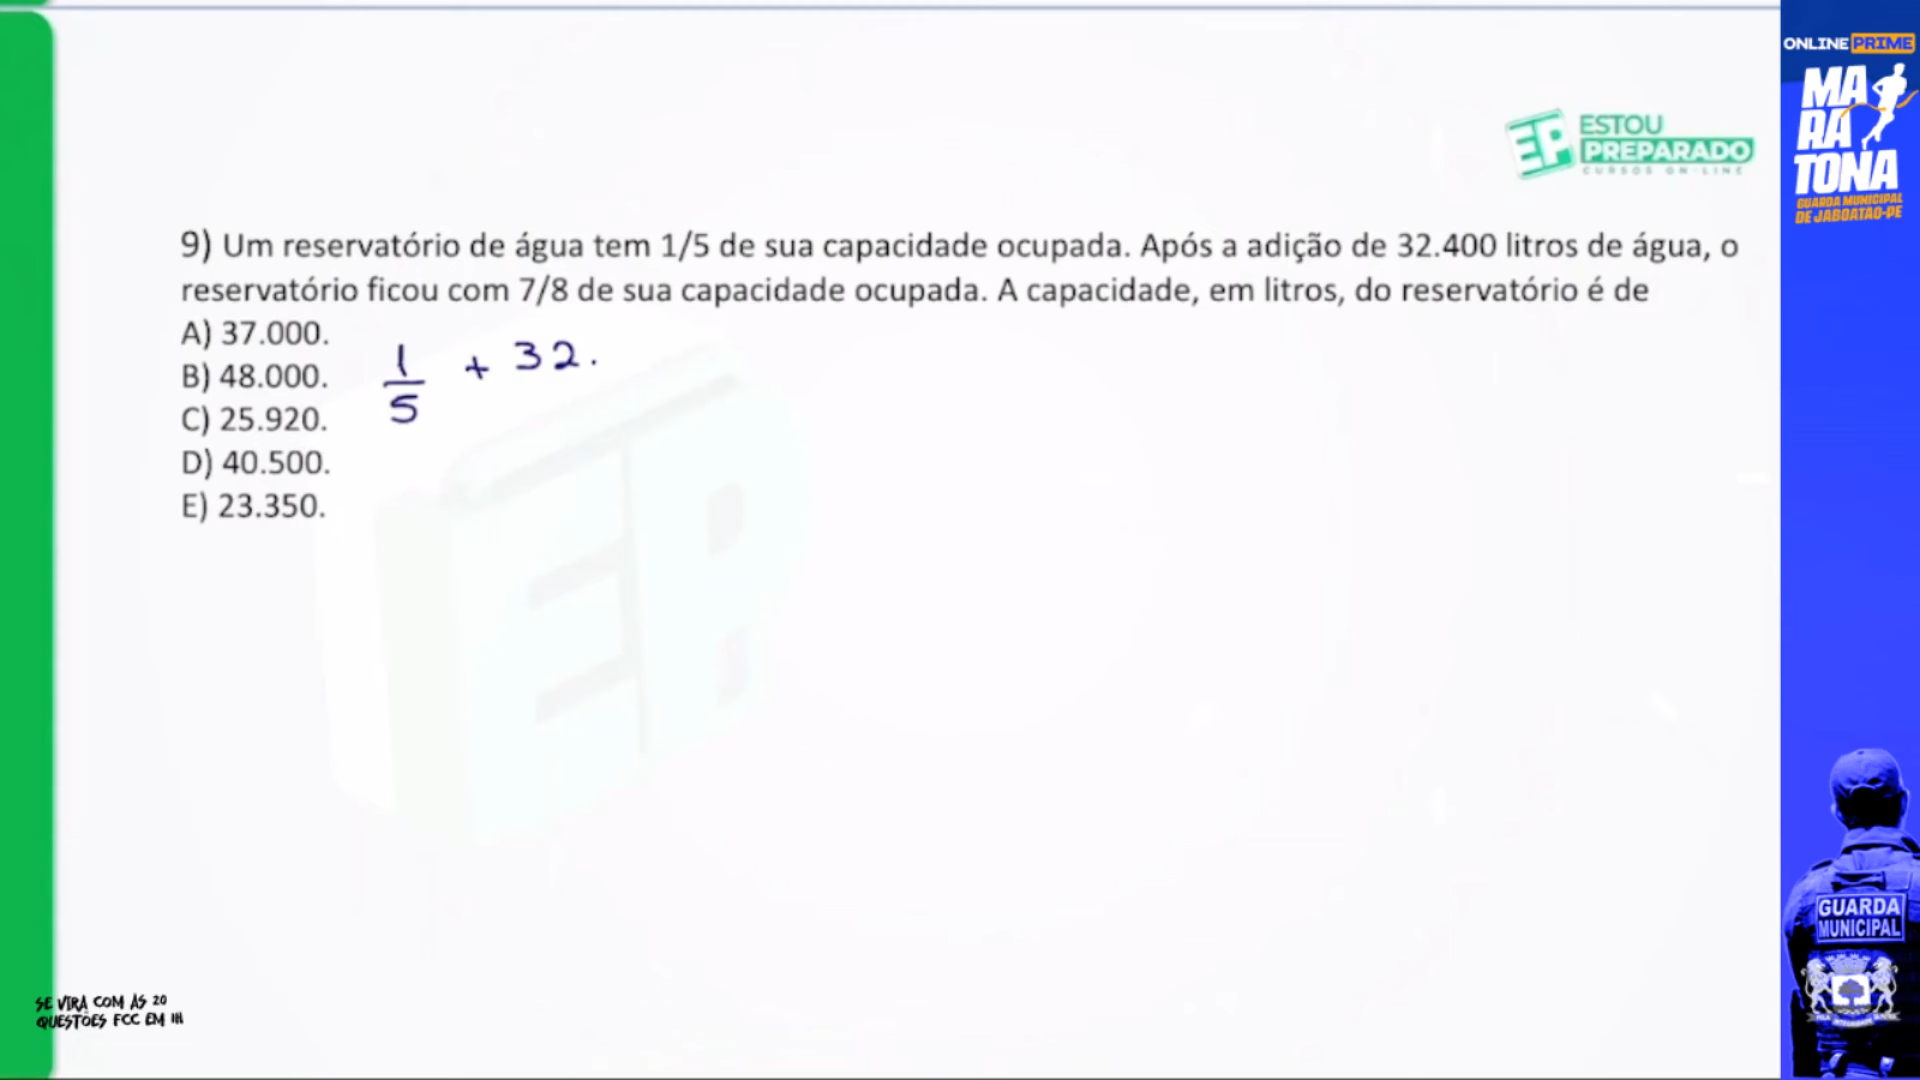 ONLINE PRIME
MA
RA
TONA
GUARDA MUNICIPAL
DE JABOATÃO-PE
EP ESTOU
PREPARADO
CURSOS ON-LINE
9) Um reservatório de água tem 1/5 de sua capacidade ocupada. Após a adição de 32.400 litros de água, o
reservatório ficou com 7/8 de sua capacidade ocupada. A capacidade, em litros, do reservatório é de
A) 37.000.
B) 48.000.
C) 25.920.
D) 40.500.
E) 23.350.
1/5 + 32.
EP
GUARDA
MUNICIPAL
SE VIRA COM AS 20
QUESTÕES FCC EM 1H